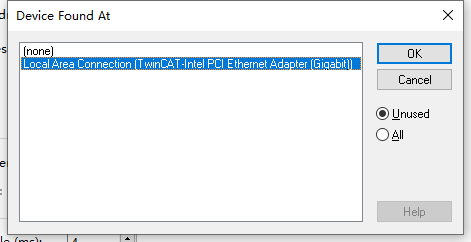 Device Found At
(none)
Local Area Connection (TwinCAT-Intel PCI Ethernet Adapter (Gigabit))
OK
Cancel
Unused
All
Help